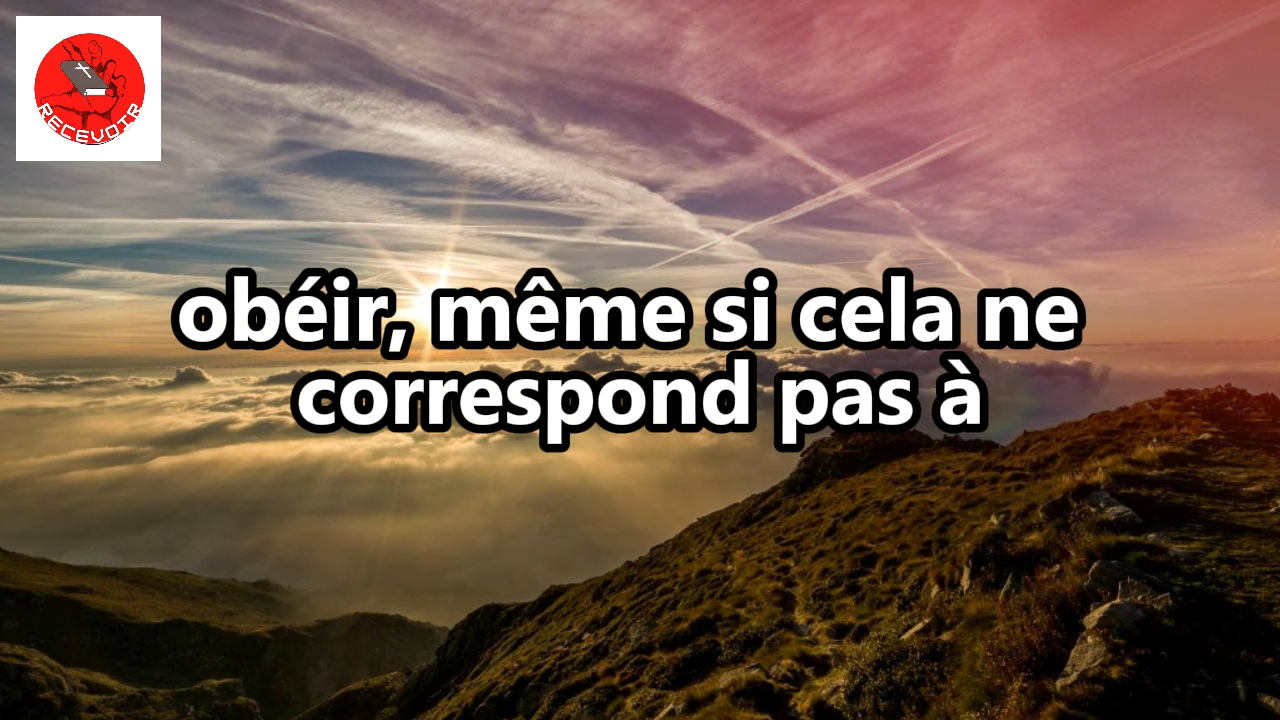 RECEVOIR
obéir, même si cela ne
correspond pas à